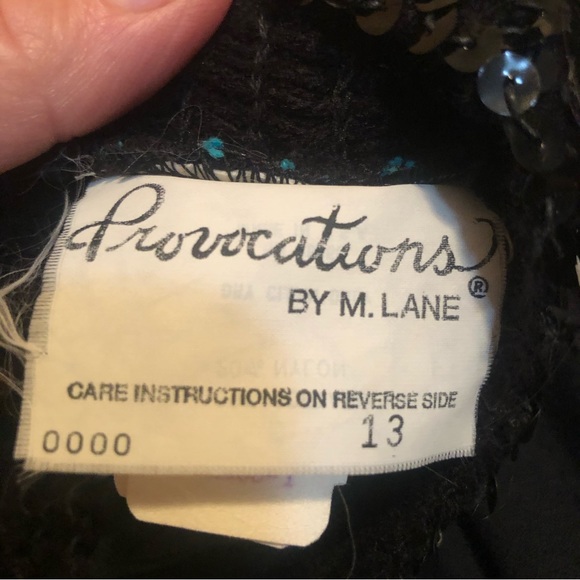 Provocations®
BY M. LANE
CARE INSTRUCTIONS ON REVERSE SIDE
0000 13